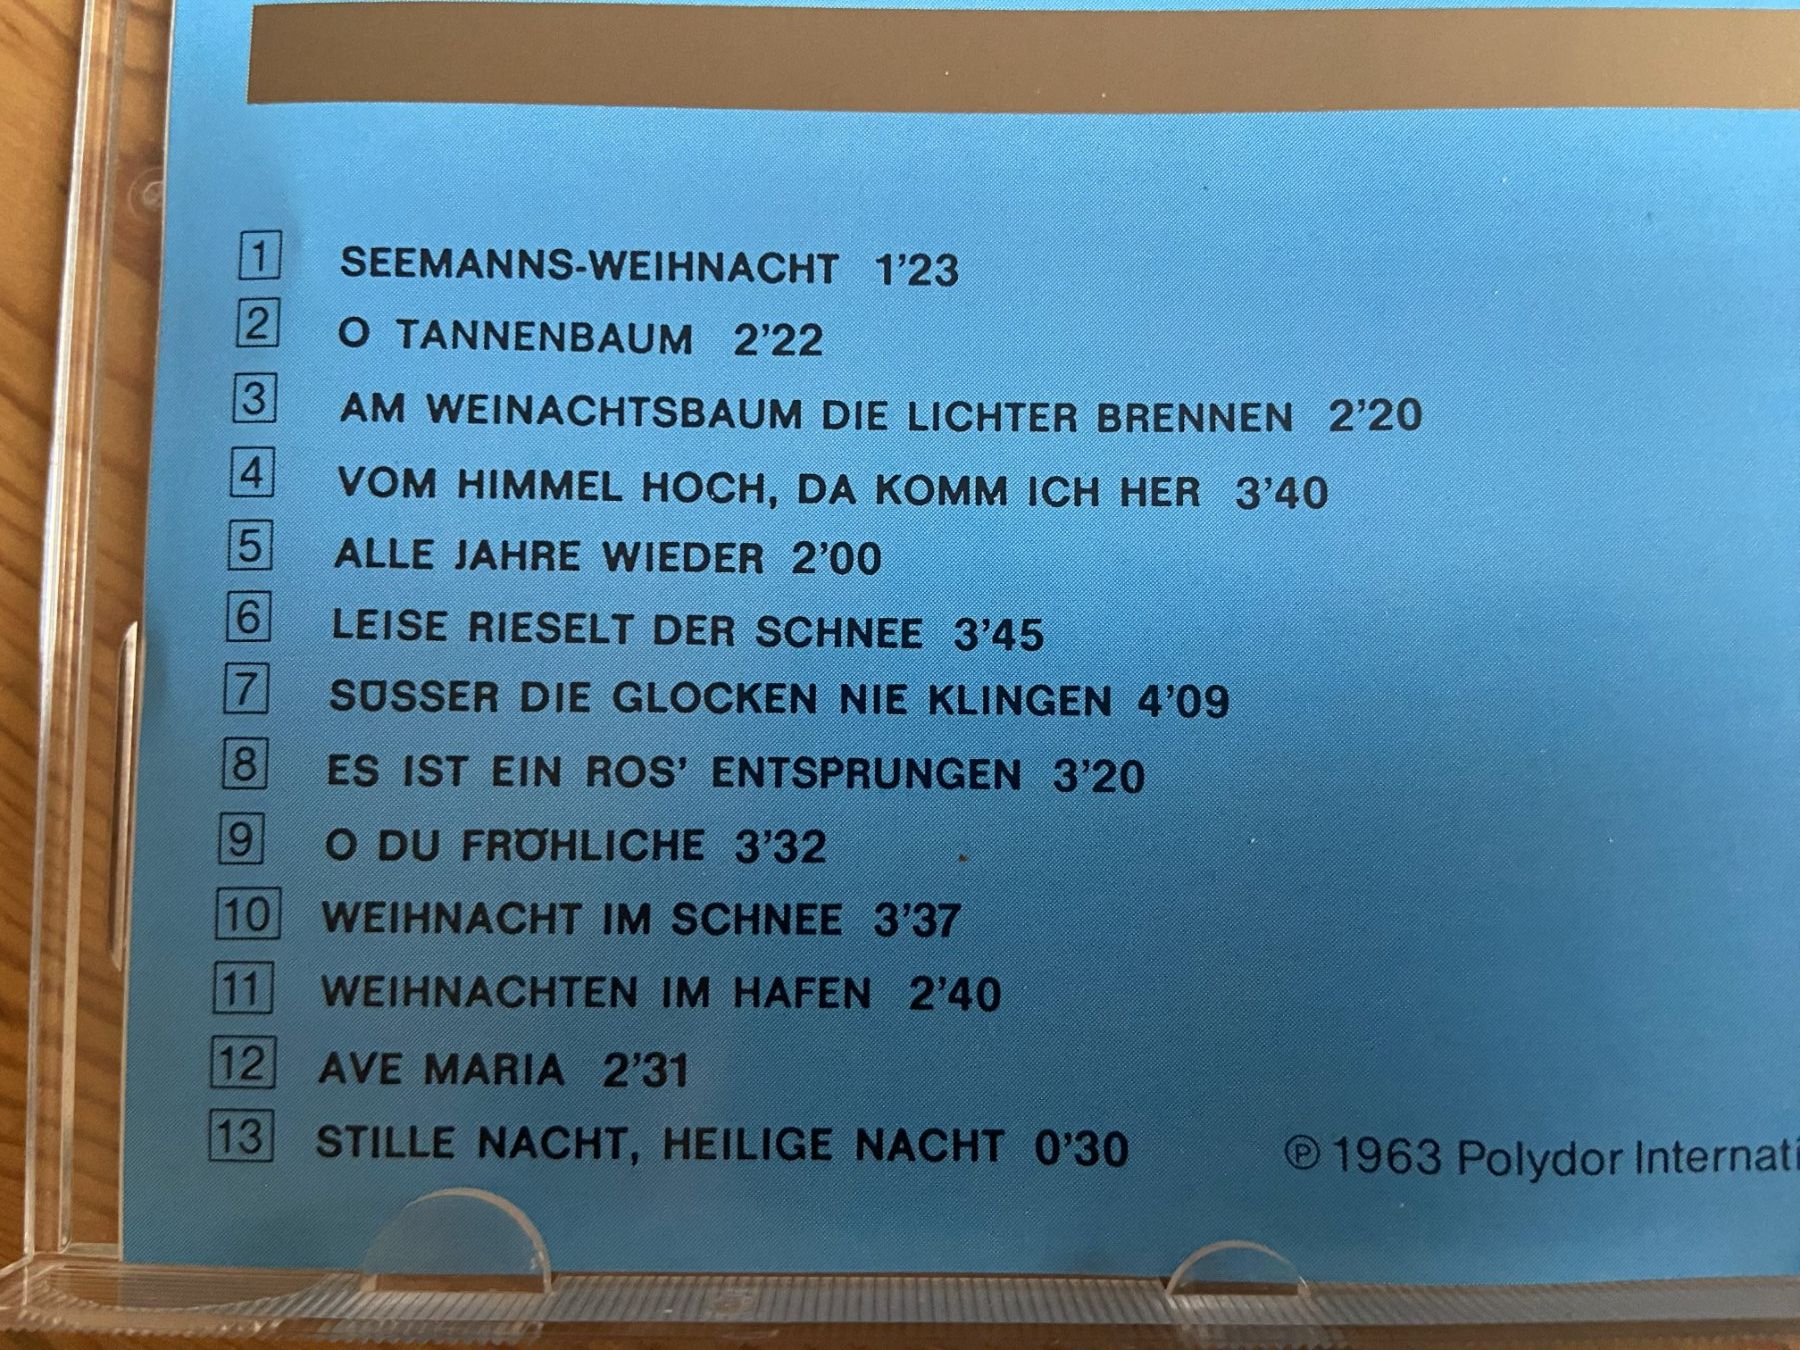 1 SEEMANNS-WEIHNACHT 1'23
2 O TANNENBAUM 2'22
3 AM WEINACHTSBAUM DIE LICHTER BRENNEN 2'20
4 VOM HIMMEL HOCH, DA KOMM ICH HER 3'40
5 ALLE JAHRE WIEDER 2'00
6 LEISE RIESELT DER SCHNEE 3'45
7 SÜSSER DIE GLOCKEN NIE KLINGEN 4'09
8 ES IST EIN ROS' ENTSPRUNGEN 3'20
9 O DU FRÖHLICHE 3'32
10 WEIHNACHT IM SCHNEE 3'37
11 WEIHNACHTEN IM HAFEN 2'40
12 AVE MARIA 2'31
13 STILLE NACHT, HEILIGE NACHT 0'30
℗ 1963 Polydor Internati